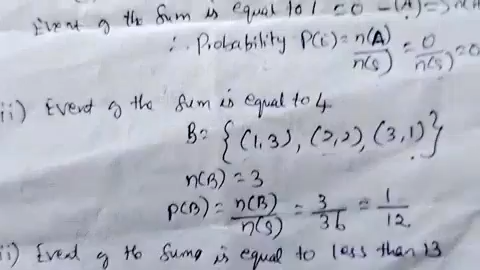 Event of the Sum is equal to 1 = 0
∴ Probability P(i) = n(A)/n(S) = 0/n(S) = 0
ii) Event of the Sum is equal to 4
B = {(1,3), (2,2), (3,1)}
n(B) = 3
P(B) = n(B)/n(S) = 3/36 = 1/12
ii) Event of the Sum is equal to less than 13